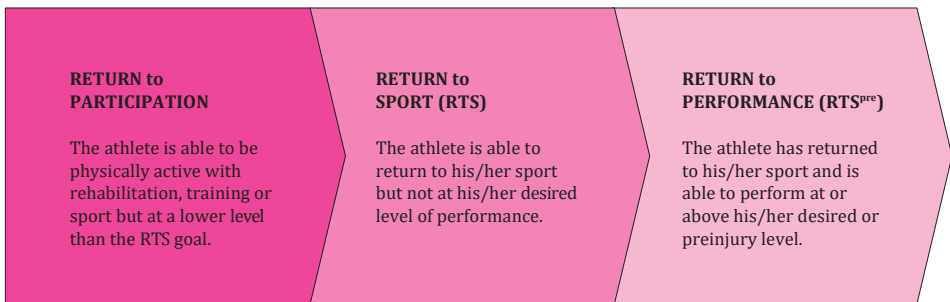 RETURN to
PARTICIPATION
The athlete is able to be
physically active with
rehabilitation, training or
sport but at a lower level
than the RTS goal.
RETURN to
SPORT (RTS)
The athlete is able to
return to his/her sport
but not at his/her desired
level of performance.
RETURN to
PERFORMANCE (RTSᵖʳᵉ)
The athlete has returned
to his/her sport and is
able to perform at or
above his/her desired or
preinjury level.